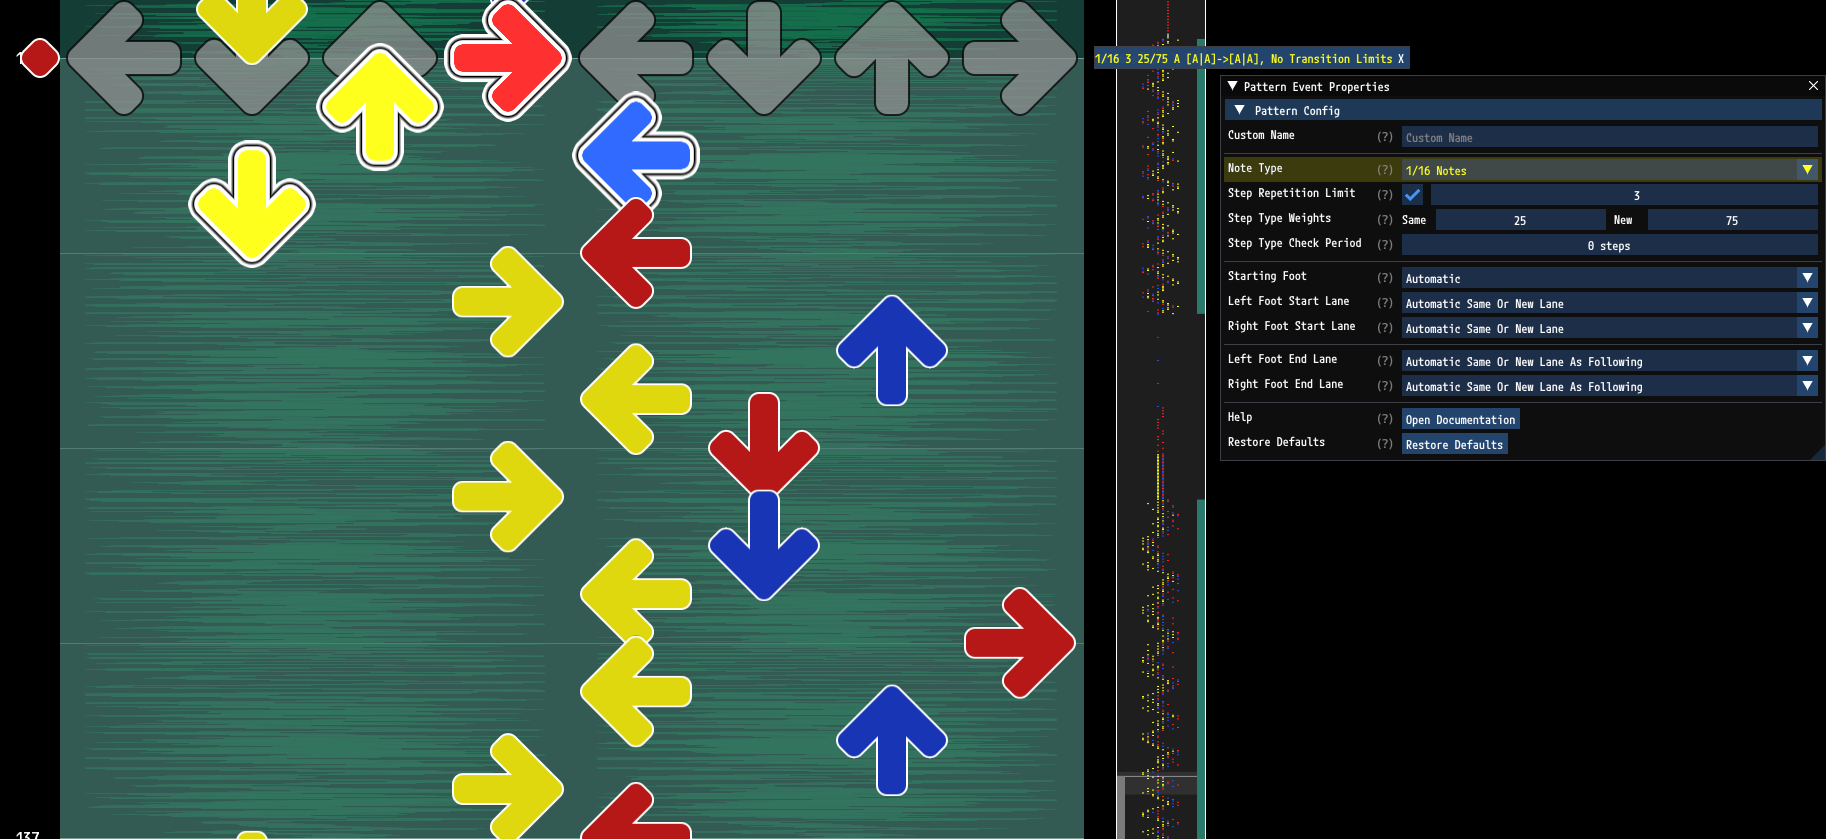 1/16 3 25/75 A [A|A]->[A|A], No Transition Limits X
Pattern Event Properties
Pattern Config
Custom Name (?) Custom Name
Note Type (?) 1/16 Notes
Step Repetition Limit (?) 3
Step Type Weights (?) Same 25 New 75
Step Type Check Period (?) 0 steps
Starting Foot (?) Automatic
Left Foot Start Lane (?) Automatic Same Or New Lane
Right Foot Start Lane (?) Automatic Same Or New Lane
Left Foot End Lane (?) Automatic Same Or New Lane As Following
Right Foot End Lane (?) Automatic Same Or New Lane As Following
Help (?) Open Documentation
Restore Defaults (?) Restore Defaults
137